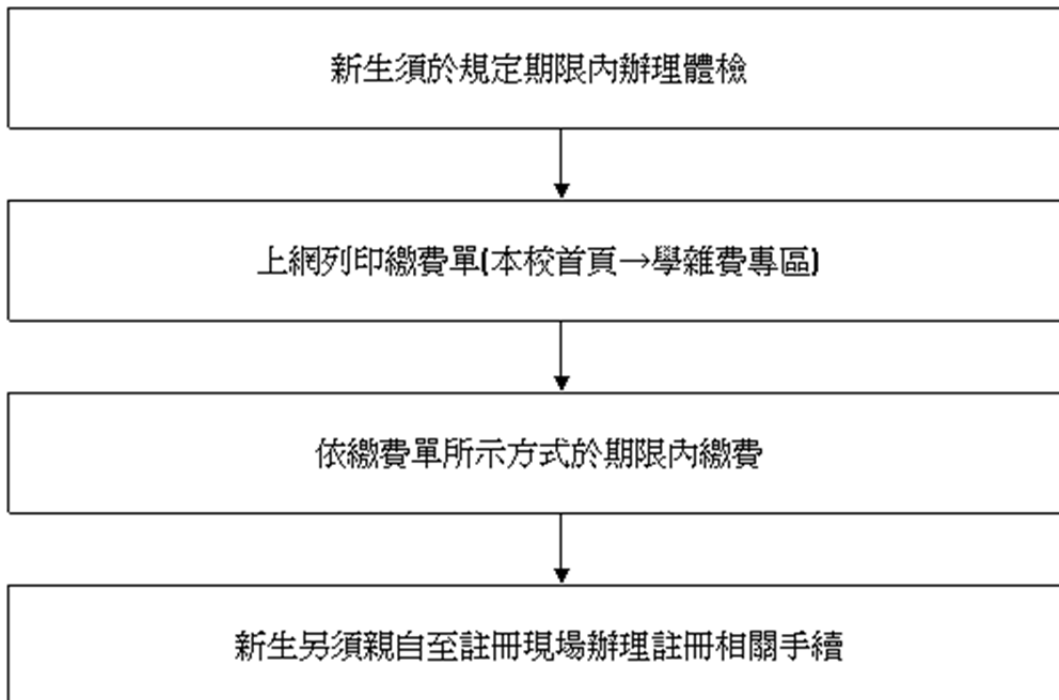 新生須於規定期限內辦理體檢
上網列印繳費單(本校首頁→學雜費專區)
依繳費單所示方式於期限內繳費
新生另須親自至註冊現場辦理註冊相關手續